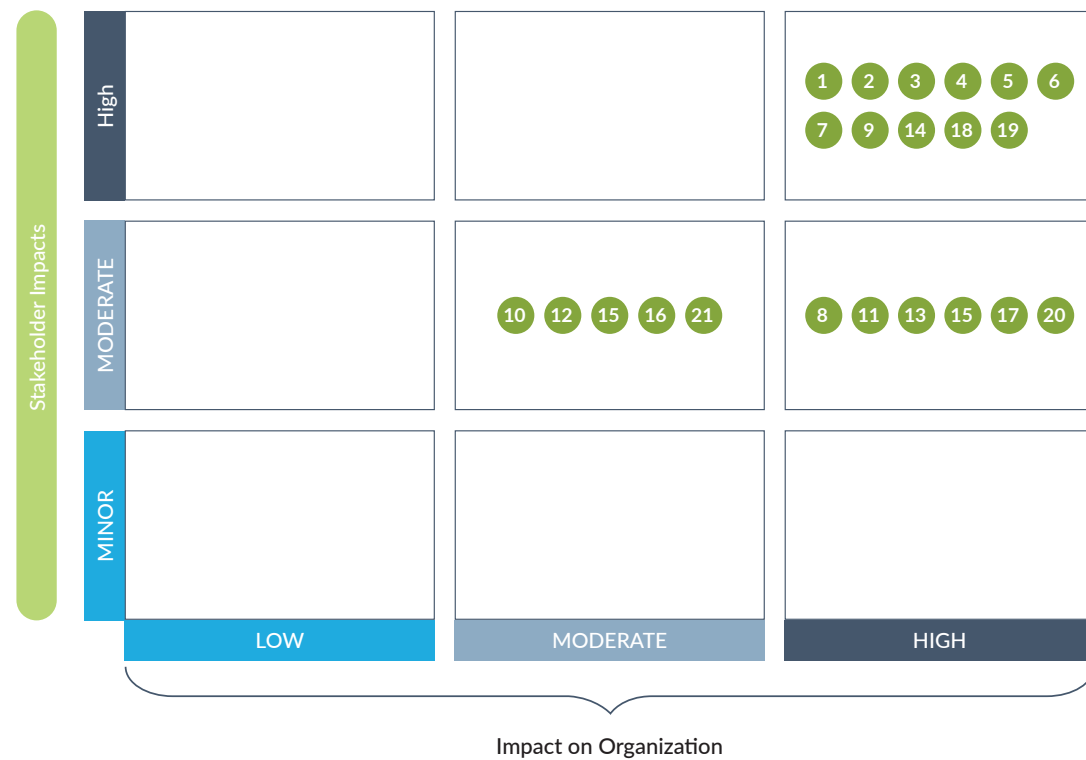 Stakeholder Impacts
High
1 2 3 4 5 6
7 9 14 18 19
MODERATE
10 12 15 16 21
8 11 13 15 17 20
MINOR
LOW
MODERATE
HIGH
Impact on Organization